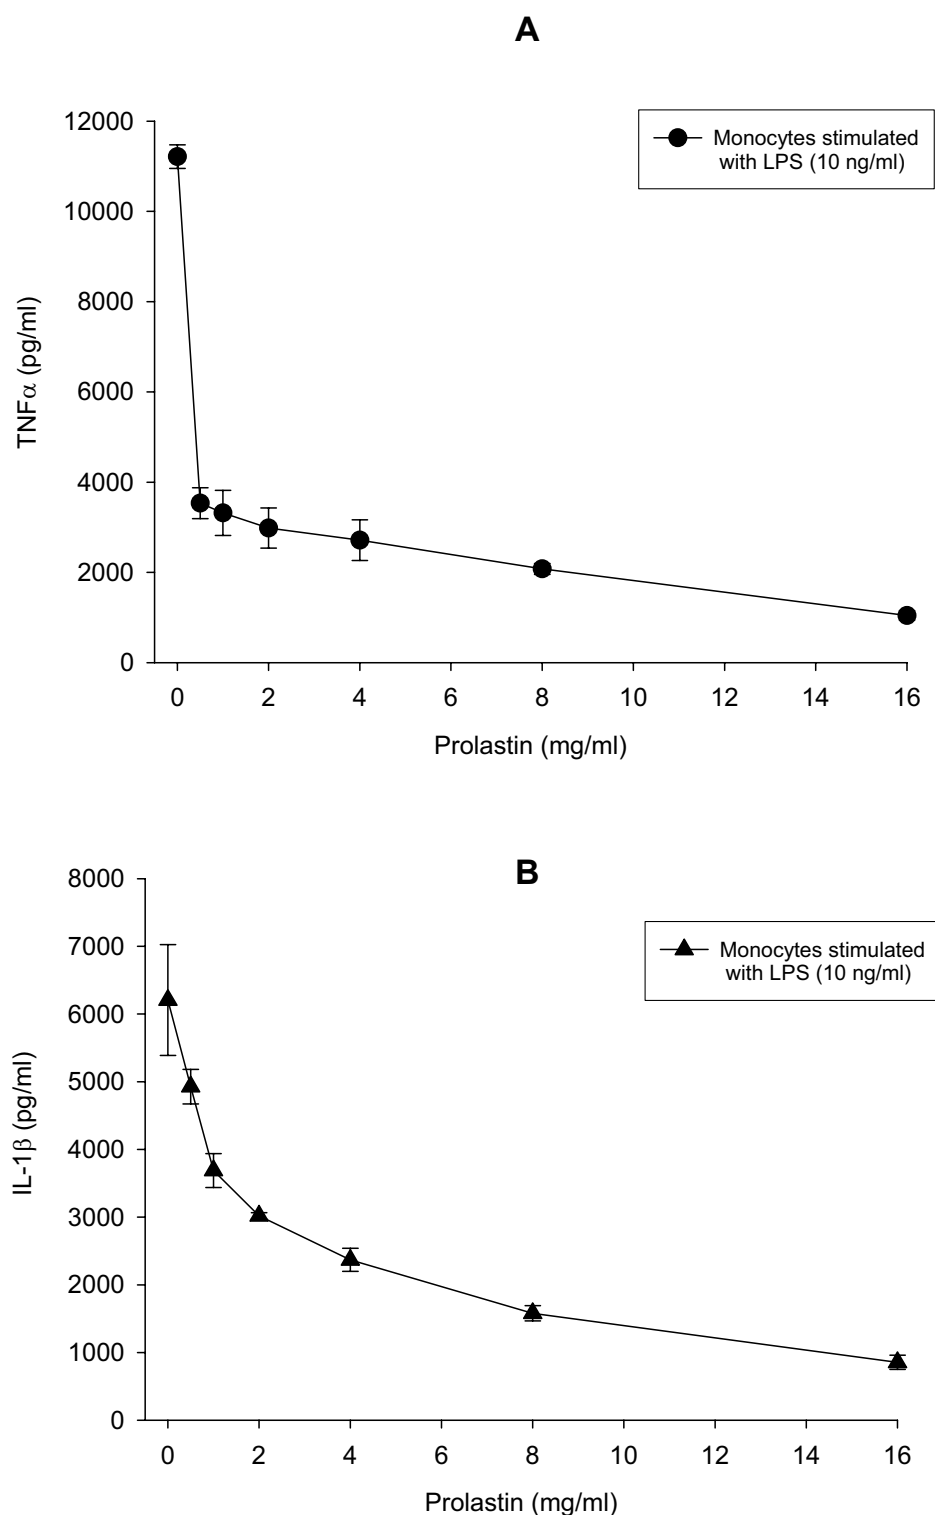 A
12000
10000
8000
6000
4000
2000
0
TNFα (pg/ml)
Monocytes stimulated
with LPS (10 ng/ml)
0 2 4 6 8 10 12 14 16
Prolastin (mg/ml)
B
8000
7000
6000
5000
4000
3000
2000
1000
0
IL-1β (pg/ml)
Monocytes stimulated
with LPS (10 ng/ml)
0 2 4 6 8 10 12 14 16
Prolastin (mg/ml)